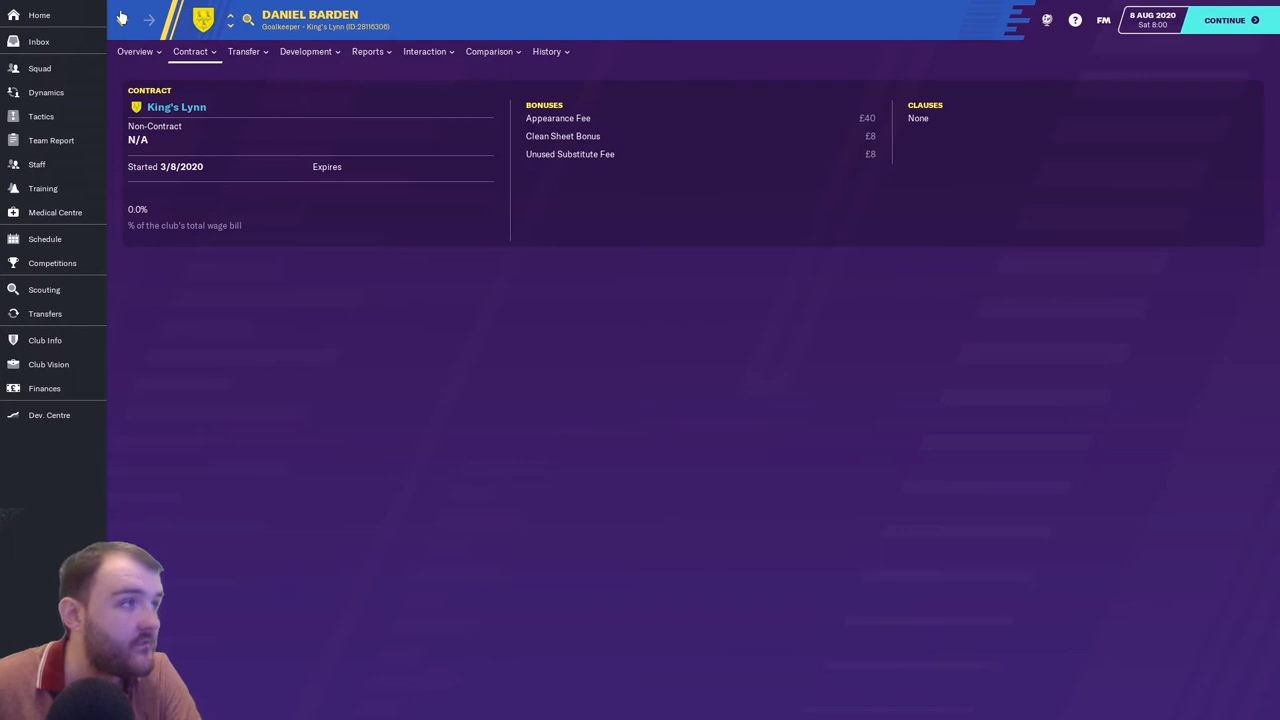 Home
Inbox
Squad
Dynamics
Tactics
Team Report
Staff
Training
Medical Centre
Schedule
Competitions
Scouting
Transfers
Club Info
Club Vision
Finances
Dev. Centre
DANIEL BARDEN
Goalkeeper - King's Lynn (ID:28116306)
FM
8 AUG 2020
Sat 8:00
CONTINUE
Overview
Contract
Transfer
Development
Reports
Interaction
Comparison
History
CONTRACT
King's Lynn
Non-Contract
N/A
Started 3/8/2020 Expires
0.0%
% of the club's total wage bill
BONUSES
Appearance Fee £40
Clean Sheet Bonus £8
Unused Substitute Fee £8
CLAUSES
None